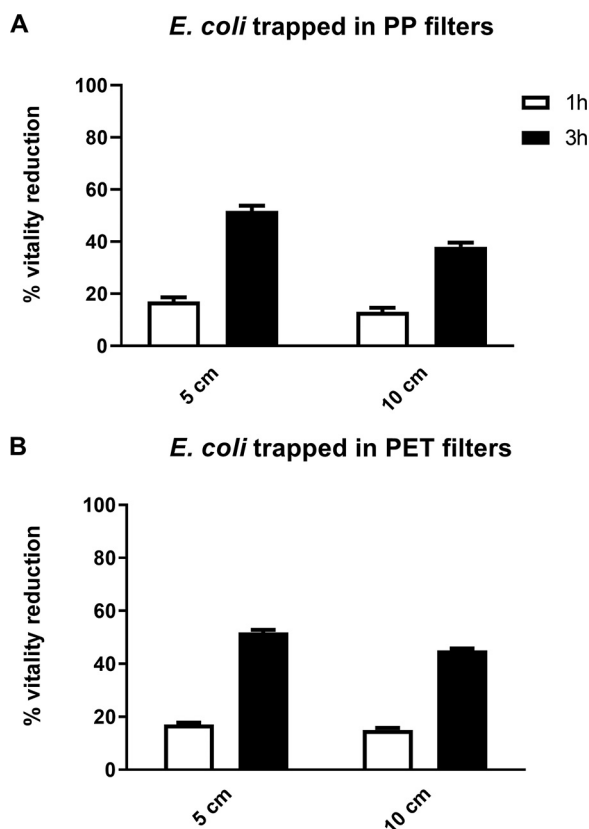 A
E. coli trapped in PP filters
% vitality reduction
100
80
60
40
20
0
5 cm
10 cm
1h
3h
B
E. coli trapped in PET filters
% vitality reduction
100
80
60
40
20
0
5 cm
10 cm